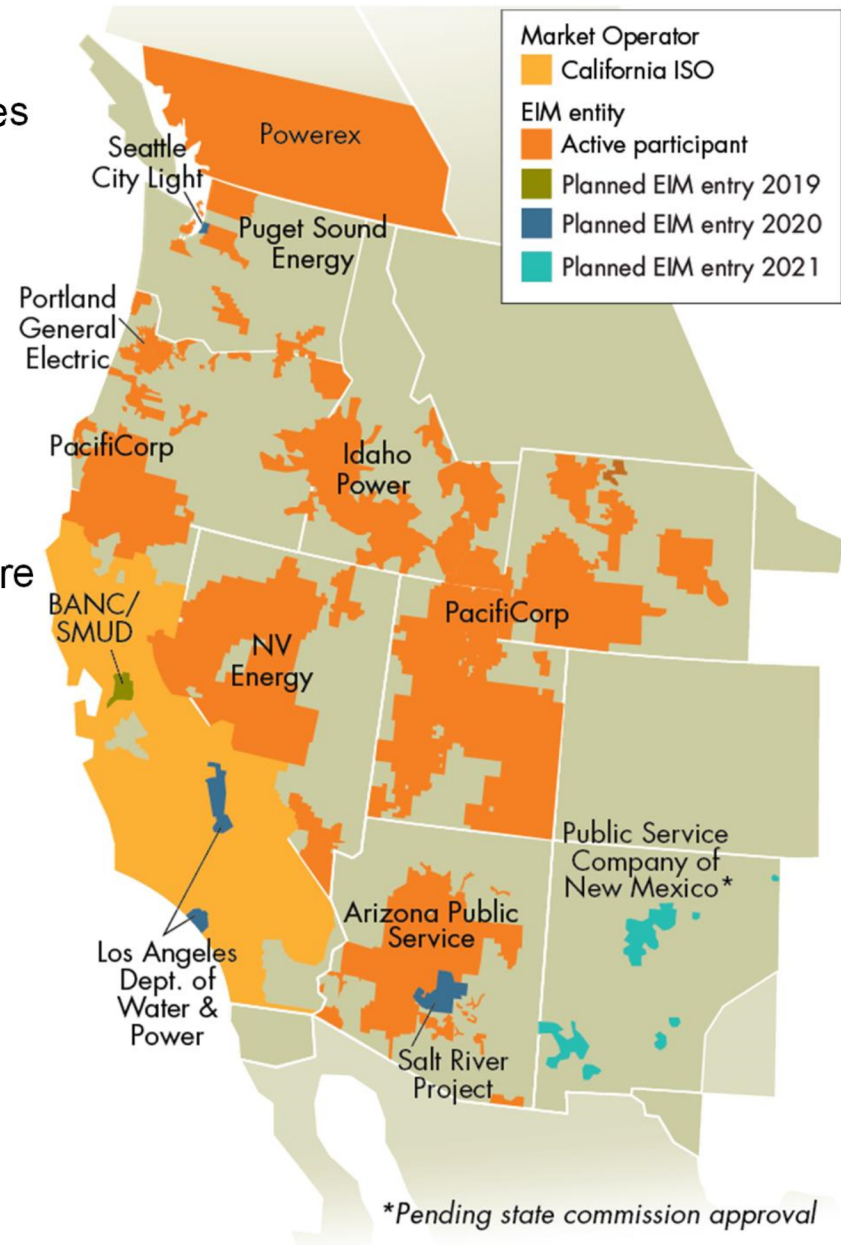 Market Operator
California ISO
EIM entity
Active participant
Planned EIM entry 2019
Planned EIM entry 2020
Planned EIM entry 2021
es
Powerex
Seattle
City Light
Puget Sound
Energy
Portland
General
Electric
PacifiCorp
Idaho
Power
re
BANC/
SMUD
PacifiCorp
NV
Energy
Public Service
Company of
New Mexico*
Arizona Public
Service
Los Angeles
Dept. of
Water &
Power
Salt River
Project
*Pending state commission approval